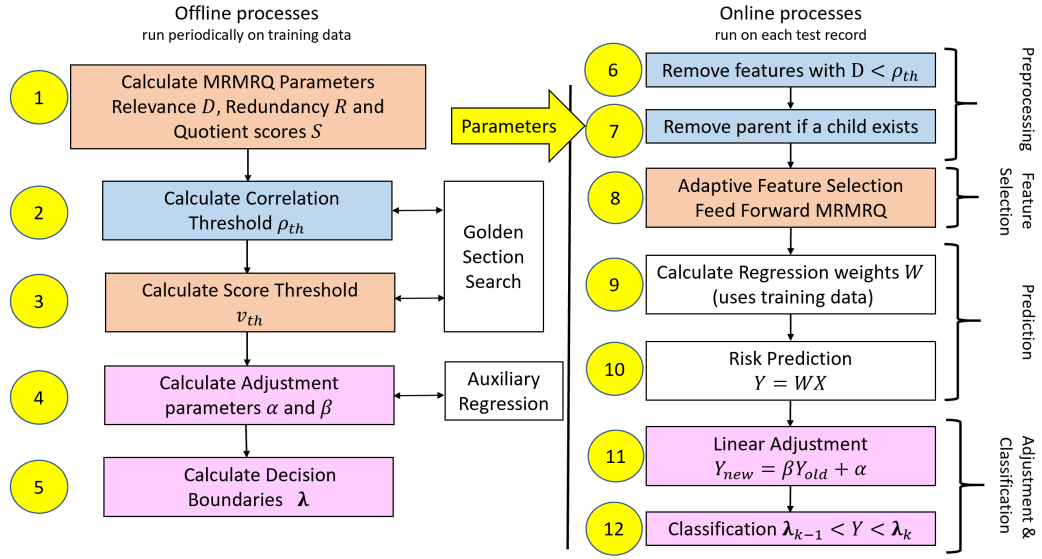 Offline processes
run periodically on training data
1
Calculate MRMRQ Parameters
Relevance D, Redundancy R and
Quotient scores S
2
Calculate Correlation
Threshold ρth
3
Calculate Score Threshold
vth
Golden
Section
Search
4
Calculate Adjustment
parameters α and β
Auxiliary
Regression
5
Calculate Decision
Boundaries λ
Parameters
Online processes
run on each test record
6
Remove features with D < ρth
7
Remove parent if a child exists
Preprocessing
8
Adaptive Feature Selection
Feed Forward MRMRQ
Feature
Selection
9
Calculate Regression weights W
(uses training data)
10
Risk Prediction
Y = WX
Prediction
11
Linear Adjustment
Ynew = βYold + α
12
Classification λk−1 < Y < λk
Adjustment &
Classification